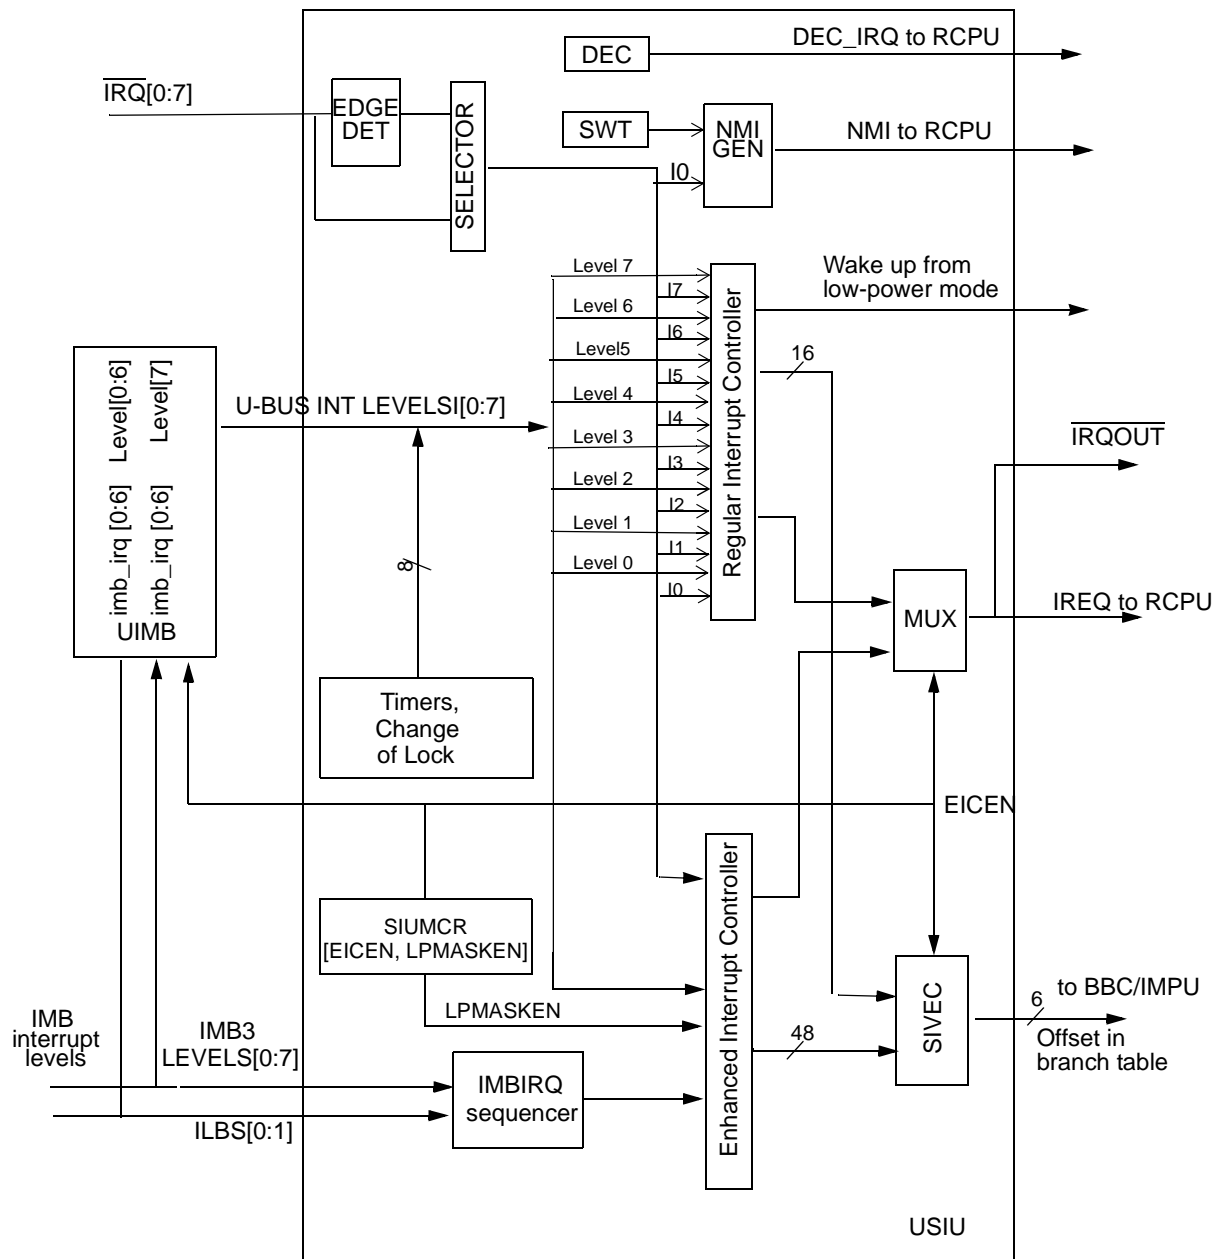 DEC_IRQ to RCPU
DEC
IRQ[0:7]
EDGE
DET
SELECTOR
SWT
NMI
GEN
NMI to RCPU
I0
Level 7
I7
Level 6
I6
Level5
I5
Level 4
I4
Level 3
I3
Level 2
I2
Level 1
I1
Level 0
I0
Regular Interrupt Controller
Wake up from
low-power mode
16
Level[0:6]
Level[7]
imb_irq [0:6]
imb_irq [0:6]
UIMB
U-BUS INT LEVELSI[0:7]
8
IRQOUT
MUX
IREQ to RCPU
Timers,
Change
of Lock
EICEN
SIUMCR
[EICEN, LPMASKEN]
LPMASKEN
Enhanced Interrupt Controller
48
SIVEC
6
to BBC/IMPU
Offset in
branch table
IMB
interrupt
levels
IMB3
LEVELS[0:7]
ILBS[0:1]
IMBIRQ
sequencer
USIU